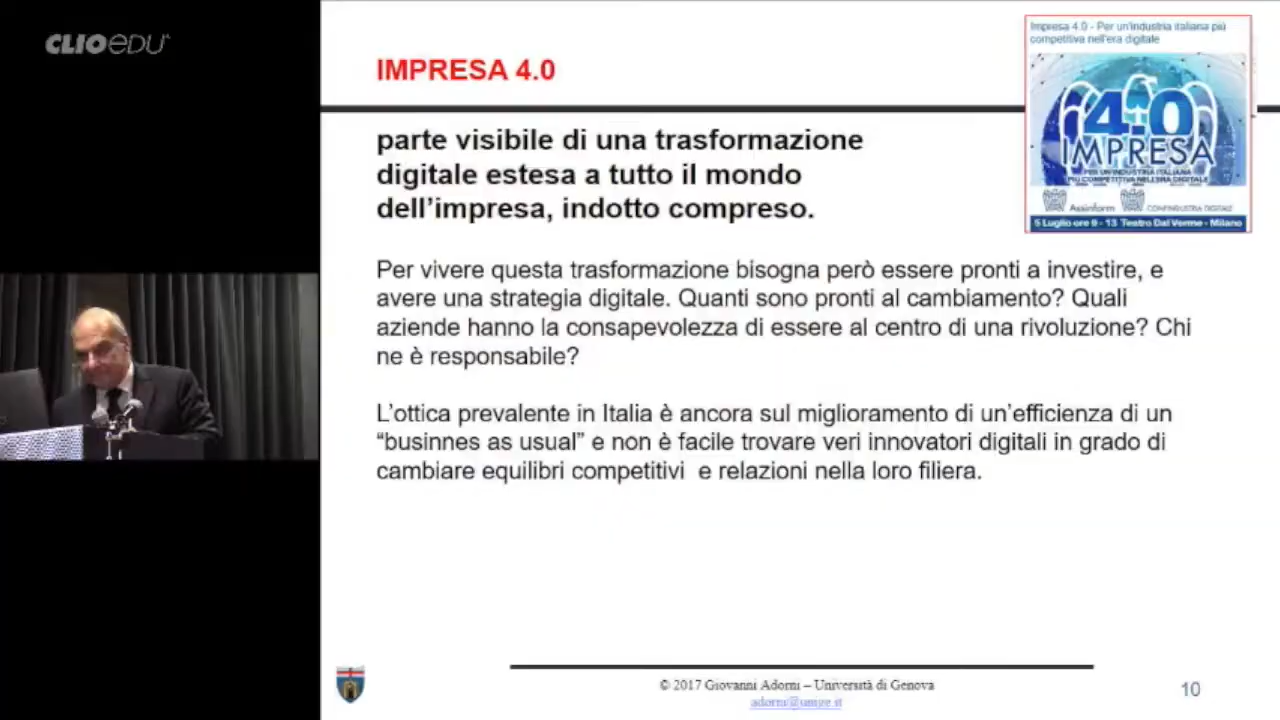 CLIOEDU
IMPRESA 4.0
Impresa 4.0 - Per un'industria italiana più
competitiva nell'era digitale
4.0
IMPRESA
PER UN'INDUSTRIA ITALIANA
PIÙ COMPETITIVA NELL'ERA DIGITALE
Assinform CONFINDUSTRIA DIGITALE
5 Luglio ore 9 - 13 Teatro Dal Verme - Milano
parte visibile di una trasformazione
digitale estesa a tutto il mondo
dell'impresa, indotto compreso.
Per vivere questa trasformazione bisogna però essere pronti a investire, e
avere una strategia digitale. Quanti sono pronti al cambiamento? Quali
aziende hanno la consapevolezza di essere al centro di una rivoluzione? Chi
ne è responsabile?
L'ottica prevalente in Italia è ancora sul miglioramento di un'efficienza di un
“businnes as usual” e non è facile trovare veri innovatori digitali in grado di
cambiare equilibri competitivi e relazioni nella loro filiera.
© 2017 Giovanni Adorni – Università di Genova
adorni@unige.it
10